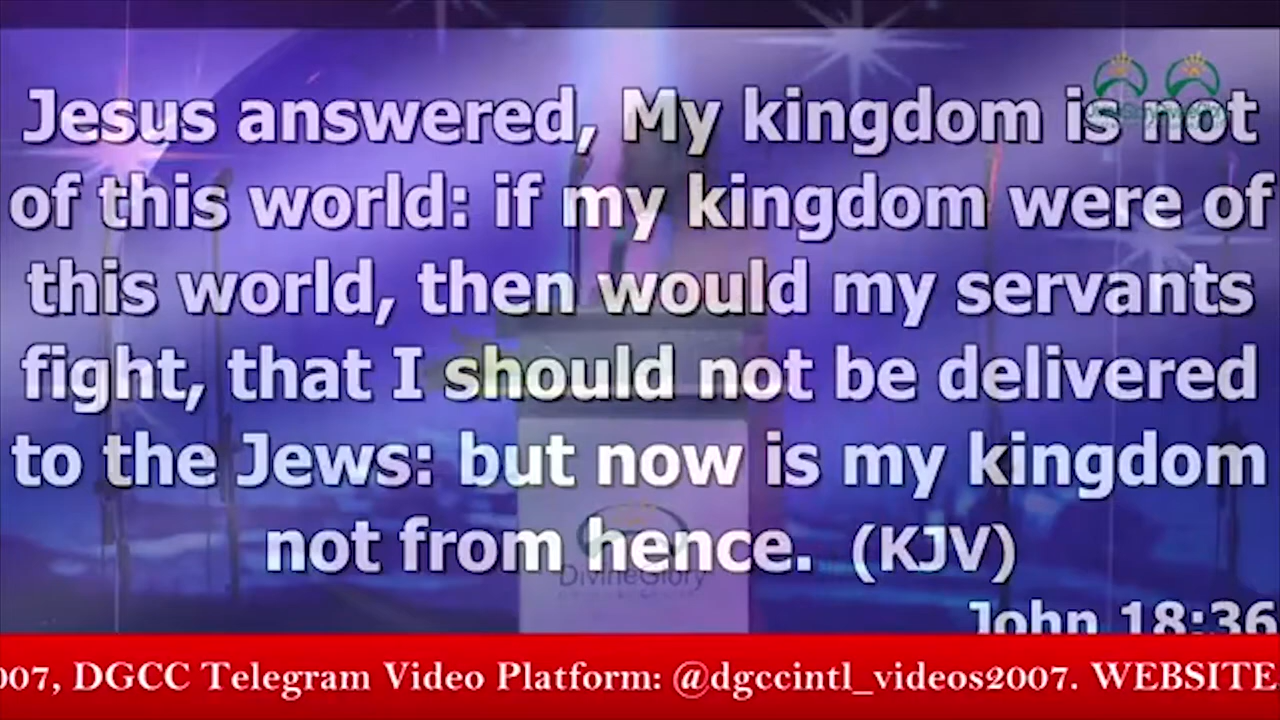 Jesus answered, My kingdom is not
of this world: if my kingdom were of
this world, then would my servants
fight, that I should not be delivered
to the Jews: but now is my kingdom
not from hence. (KJV)
DivineGlory
John 18:36
007, DGCC Telegram Video Platform: @dgccintl_videos2007. WEBSITE